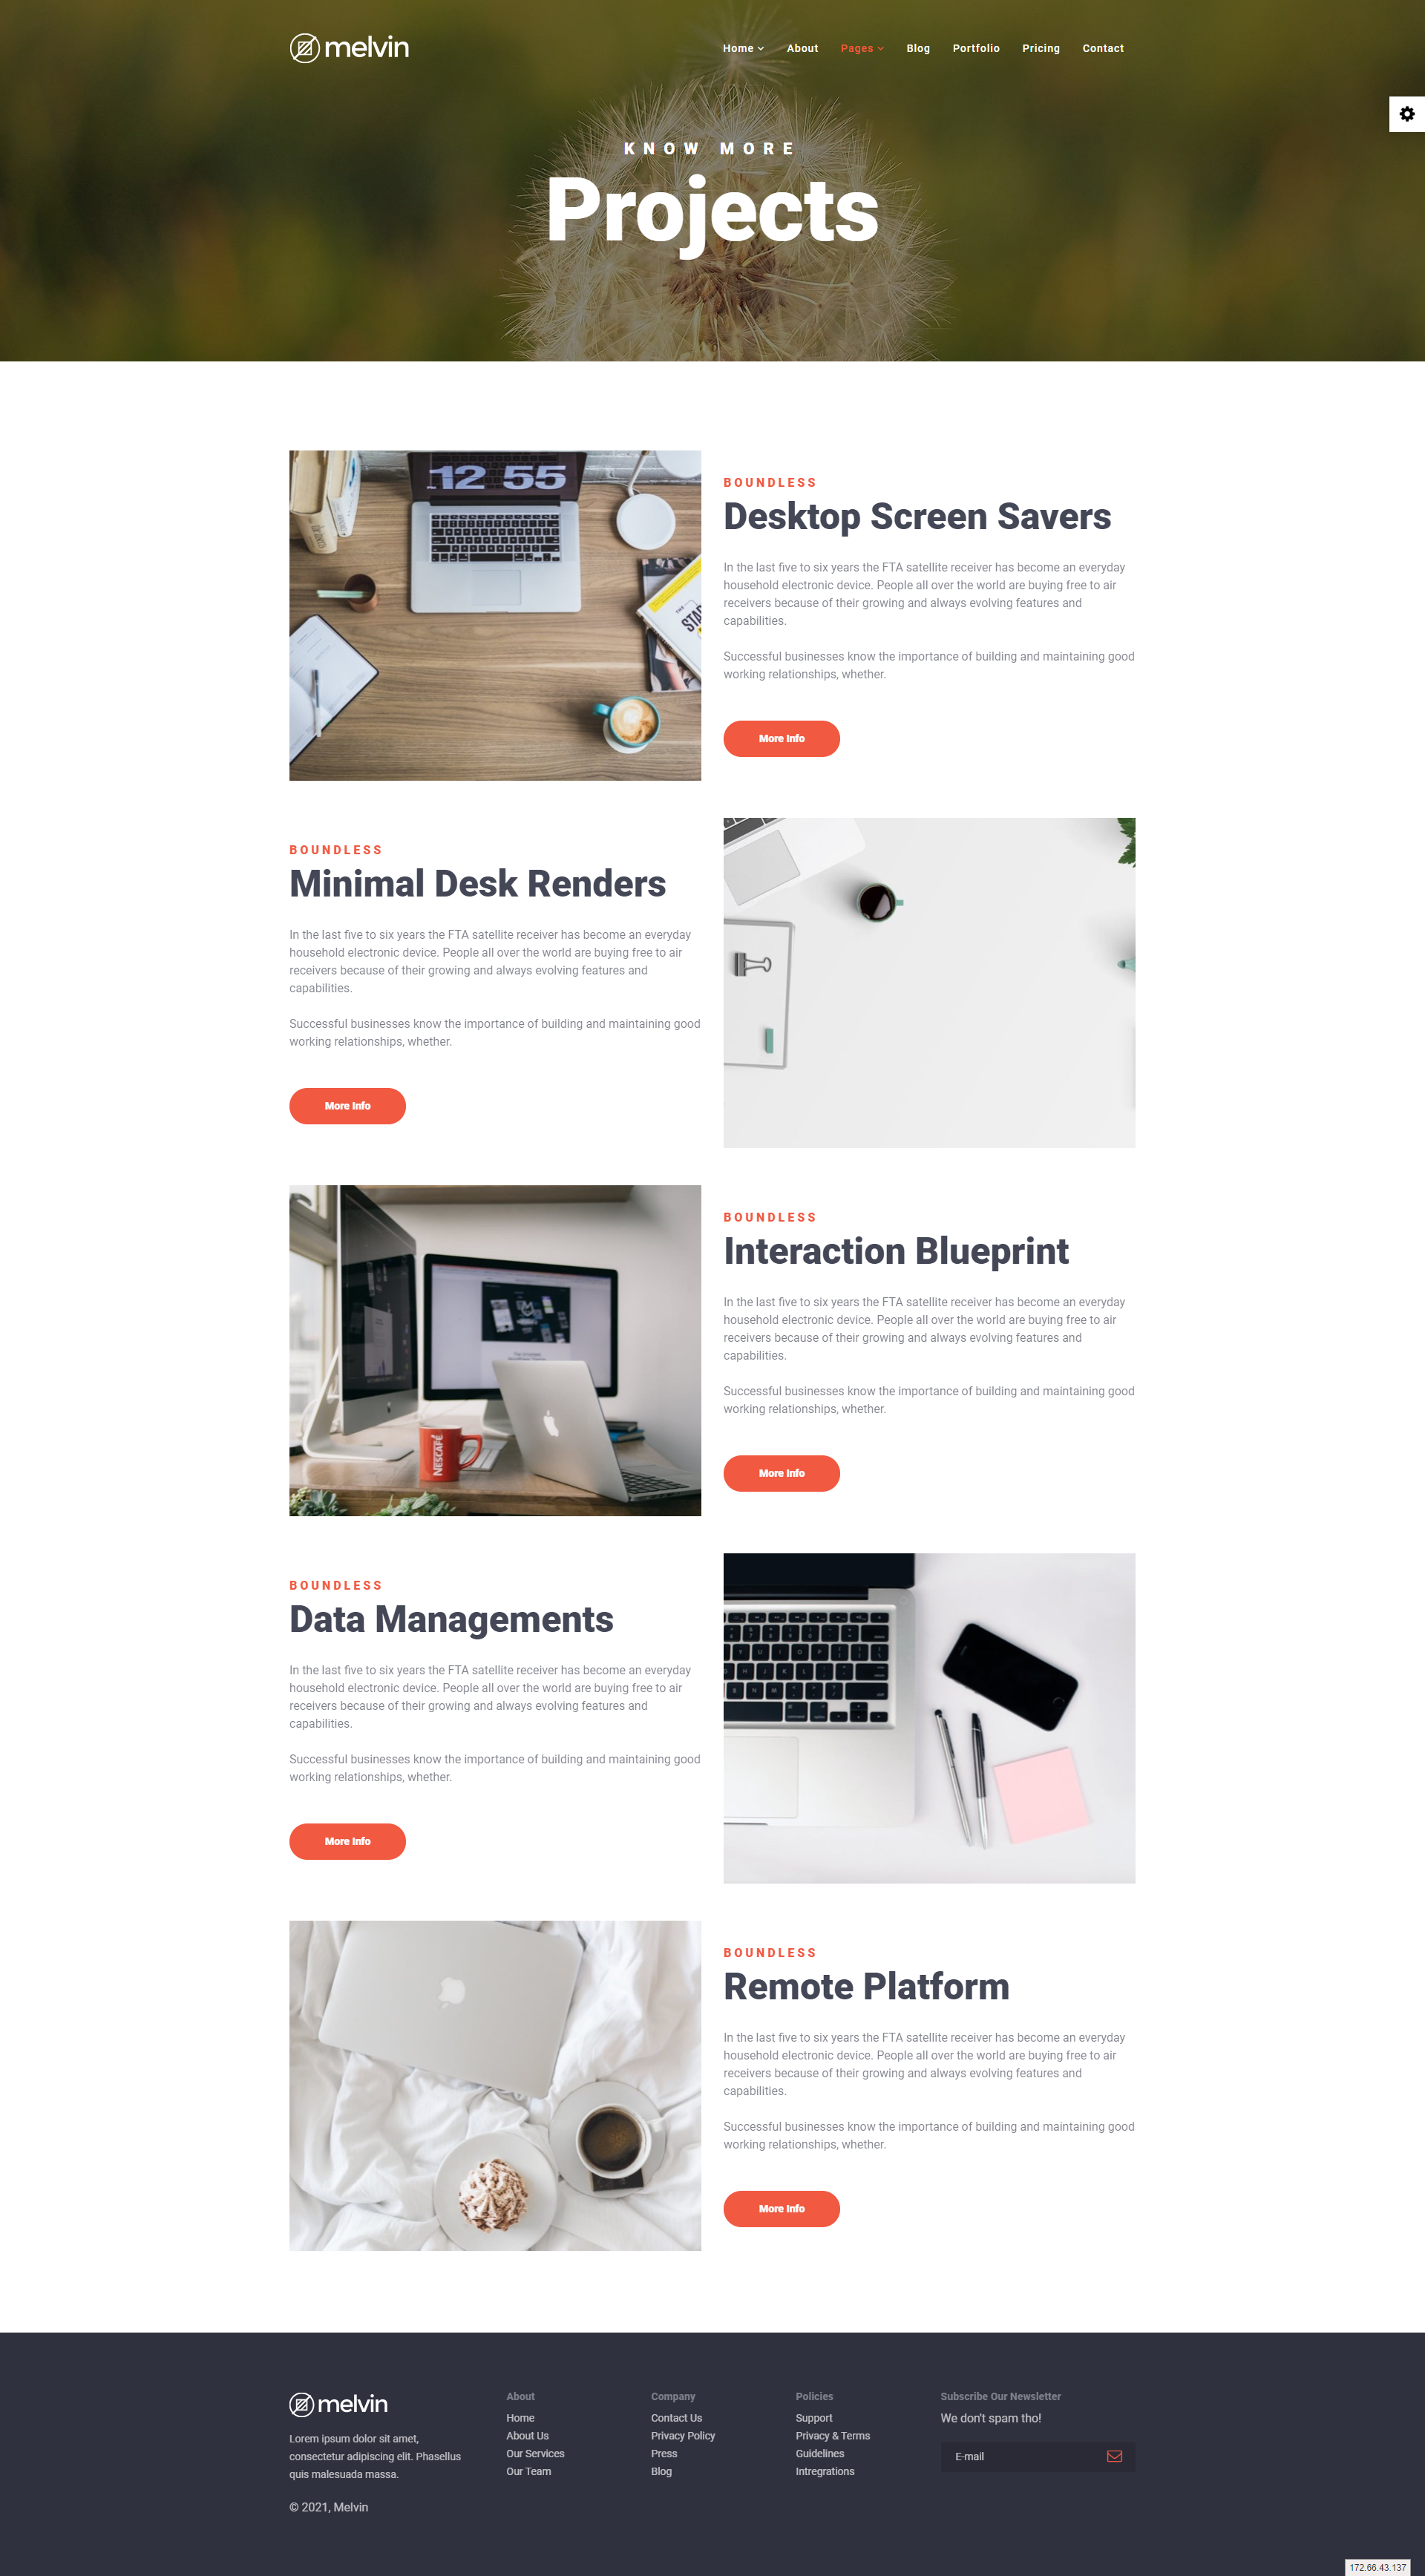 melvin
Home About Pages Blog Portfolio Pricing Contact
KNOW MORE
Projects
12 55
THE
STA
BOUNDLESS
Desktop Screen Savers
In the last five to six years the FTA satellite receiver has become an everyday
household electronic device. People all over the world are buying free to air
receivers because of their growing and always evolving features and
capabilities.
Successful businesses know the importance of building and maintaining good
working relationships, whether.
More Info
BOUNDLESS
Minimal Desk Renders
In the last five to six years the FTA satellite receiver has become an everyday
household electronic device. People all over the world are buying free to air
receivers because of their growing and always evolving features and
capabilities.
Successful businesses know the importance of building and maintaining good
working relationships, whether.
More Info
NESCAFÉ
BOUNDLESS
Interaction Blueprint
In the last five to six years the FTA satellite receiver has become an everyday
household electronic device. People all over the world are buying free to air
receivers because of their growing and always evolving features and
capabilities.
Successful businesses know the importance of building and maintaining good
working relationships, whether.
More Info
BOUNDLESS
Data Managements
In the last five to six years the FTA satellite receiver has become an everyday
household electronic device. People all over the world are buying free to air
receivers because of their growing and always evolving features and
capabilities.
Successful businesses know the importance of building and maintaining good
working relationships, whether.
More Info
BOUNDLESS
Remote Platform
In the last five to six years the FTA satellite receiver has become an everyday
household electronic device. People all over the world are buying free to air
receivers because of their growing and always evolving features and
capabilities.
Successful businesses know the importance of building and maintaining good
working relationships, whether.
More Info
melvin
Lorem ipsum dolor sit amet,
consectetur adipiscing elit. Phasellus
quis malesuada massa.
© 2021, Melvin
About
Home
About Us
Our Services
Our Team
Company
Contact Us
Privacy Policy
Press
Blog
Policies
Support
Privacy & Terms
Guidelines
Intregrations
Subscribe Our Newsletter
We don't spam tho!
E-mail
172.66.43.137